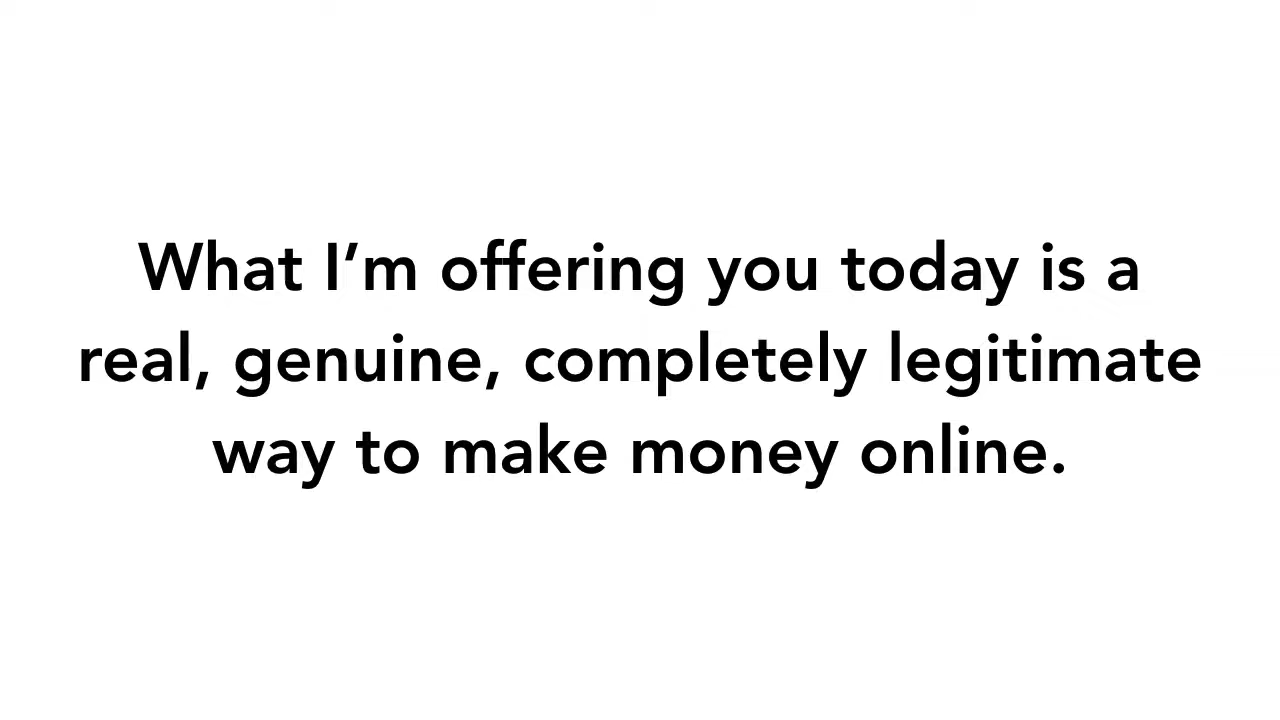 What I’m offering you today is a
real, genuine, completely legitimate
way to make money online.